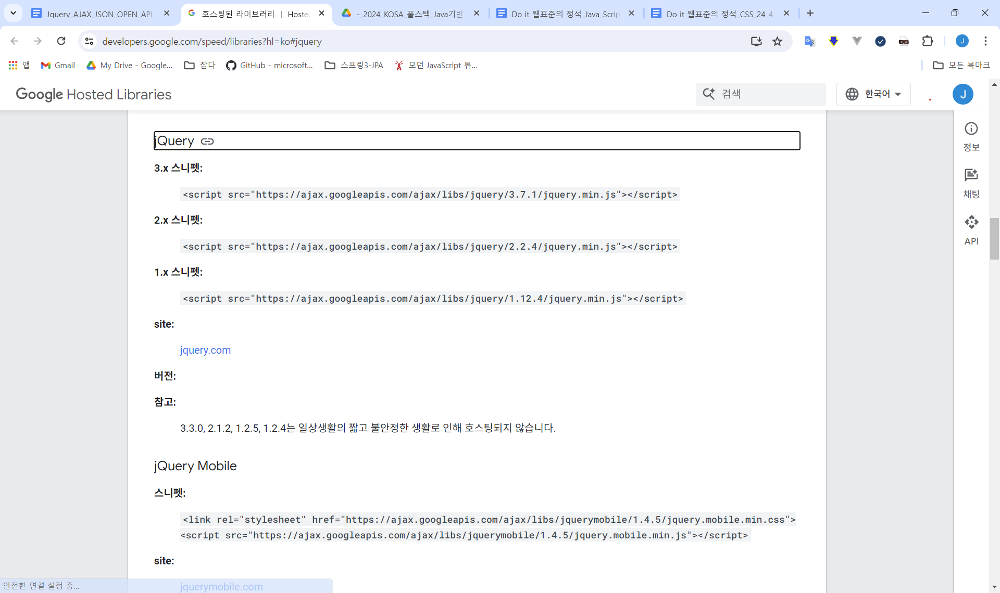 Jquery_AJAX_JSON_OPEN_API_
호스팅된 라이브러리 | Hoste
-_2024_KOSA_풀스택_Java기반
Do it 웹표준의 정석_Java_Scrip
Do it 웹표준의 정석_CSS_24_4_
developers.google.com/speed/libraries?hl=ko#jquery
J
앱
Gmail
My Drive - Google...
잡다
GitHub - microsoft...
스프링3-JPA
모던 JavaScript 튜...
모든 북마크
Google Hosted Libraries
검색
한국어
J
jQuery
3.x 스니펫:
<script src="https://ajax.googleapis.com/ajax/libs/jquery/3.7.1/jquery.min.js"></script>
2.x 스니펫:
<script src="https://ajax.googleapis.com/ajax/libs/jquery/2.2.4/jquery.min.js"></script>
1.x 스니펫:
<script src="https://ajax.googleapis.com/ajax/libs/jquery/1.12.4/jquery.min.js"></script>
site:
jquery.com
버전:
참고:
3.3.0, 2.1.2, 1.2.5, 1.2.4는 일상생활의 짧고 불안정한 생활로 인해 호스팅되지 않습니다.
jQuery Mobile
스니펫:
<link rel="stylesheet" href="https://ajax.googleapis.com/ajax/libs/jquerymobile/1.4.5/jquery.mobile.min.css">
<script src="https://ajax.googleapis.com/ajax/libs/jquerymobile/1.4.5/jquery.mobile.min.js"></script>
site:
jquerymobile.com
정보
채팅
API
안전한 연결 설정 중...